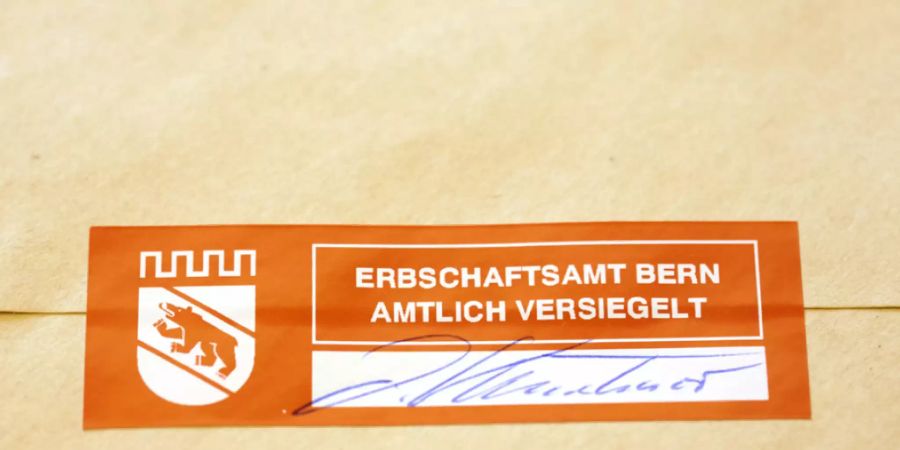 ERBSCHAFTSAMT BERN
AMTLICH VERSIEGELT